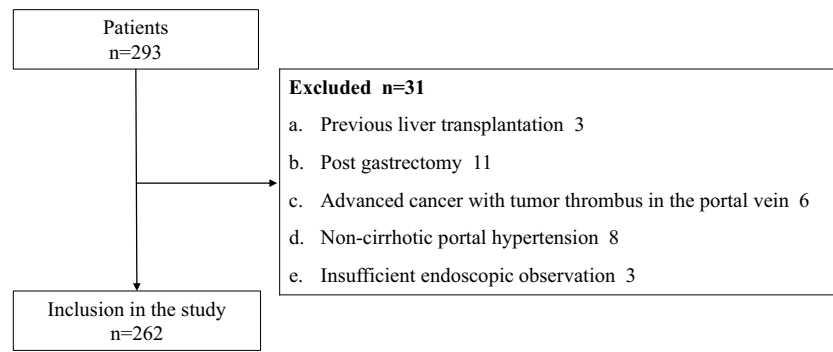 Patients
n=293
Excluded n=31
a. Previous liver transplantation 3
b. Post gastrectomy 11
c. Advanced cancer with tumor thrombus in the portal vein 6
d. Non-cirrhotic portal hypertension 8
e. Insufficient endoscopic observation 3
Inclusion in the study
n=262